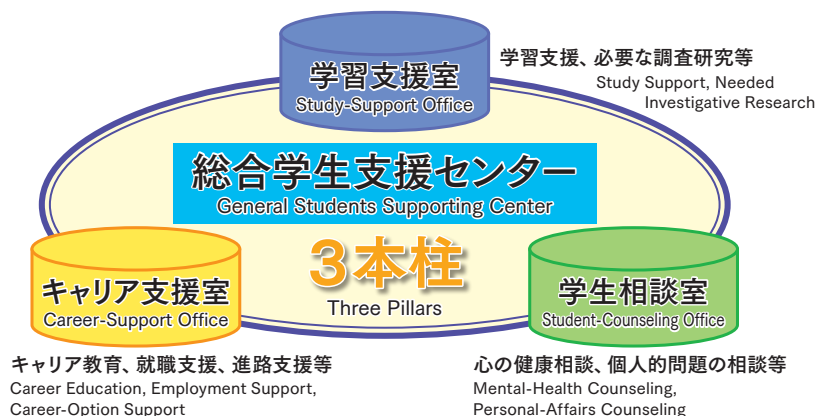 学習支援室
Study-Support Office
学習支援、必要な調査研究等
Study Support, Needed
Investigative Research
総合学生支援センター
General Students Supporting Center
3本柱
Three Pillars
キャリア支援室
Career-Support Office
学生相談室
Student-Counseling Office
キャリア教育、就職支援、進路支援等
Career Education, Employment Support,
Career-Option Support
心の健康相談、個人的問題の相談等
Mental-Health Counseling,
Personal-Affairs Counseling